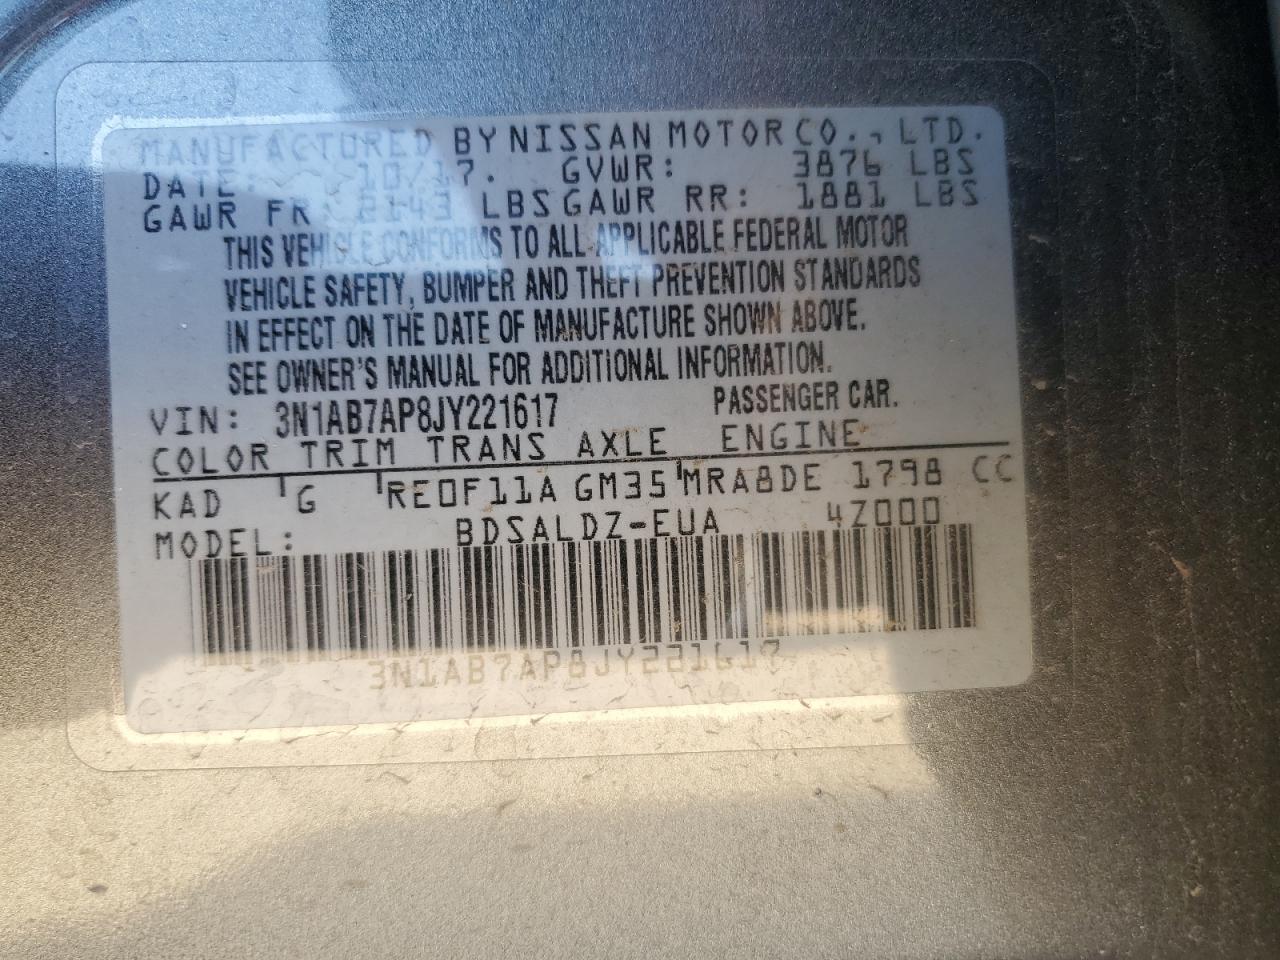 MANUFACTURED BY NISSAN MOTOR CO., LTD.
DATE: 10/17. GVWR: 3876 LBS
GAWR FR: 2143 LBS GAWR RR: 1881 LBS
THIS VEHICLE CONFORMS TO ALL APPLICABLE FEDERAL MOTOR
VEHICLE SAFETY, BUMPER AND THEFT PREVENTION STANDARDS
IN EFFECT ON THE DATE OF MANUFACTURE SHOWN ABOVE.
SEE OWNER'S MANUAL FOR ADDITIONAL INFORMATION.
VIN: 3N1AB7AP8JY221617 PASSENGER CAR.
COLOR TRIM TRANS AXLE ENGINE
KAD G RE0F11A GM35 MRA8DE 1798 CC
MODEL: BDSALDZ-EUA 4Z000
3N1AB7AP8JY221617